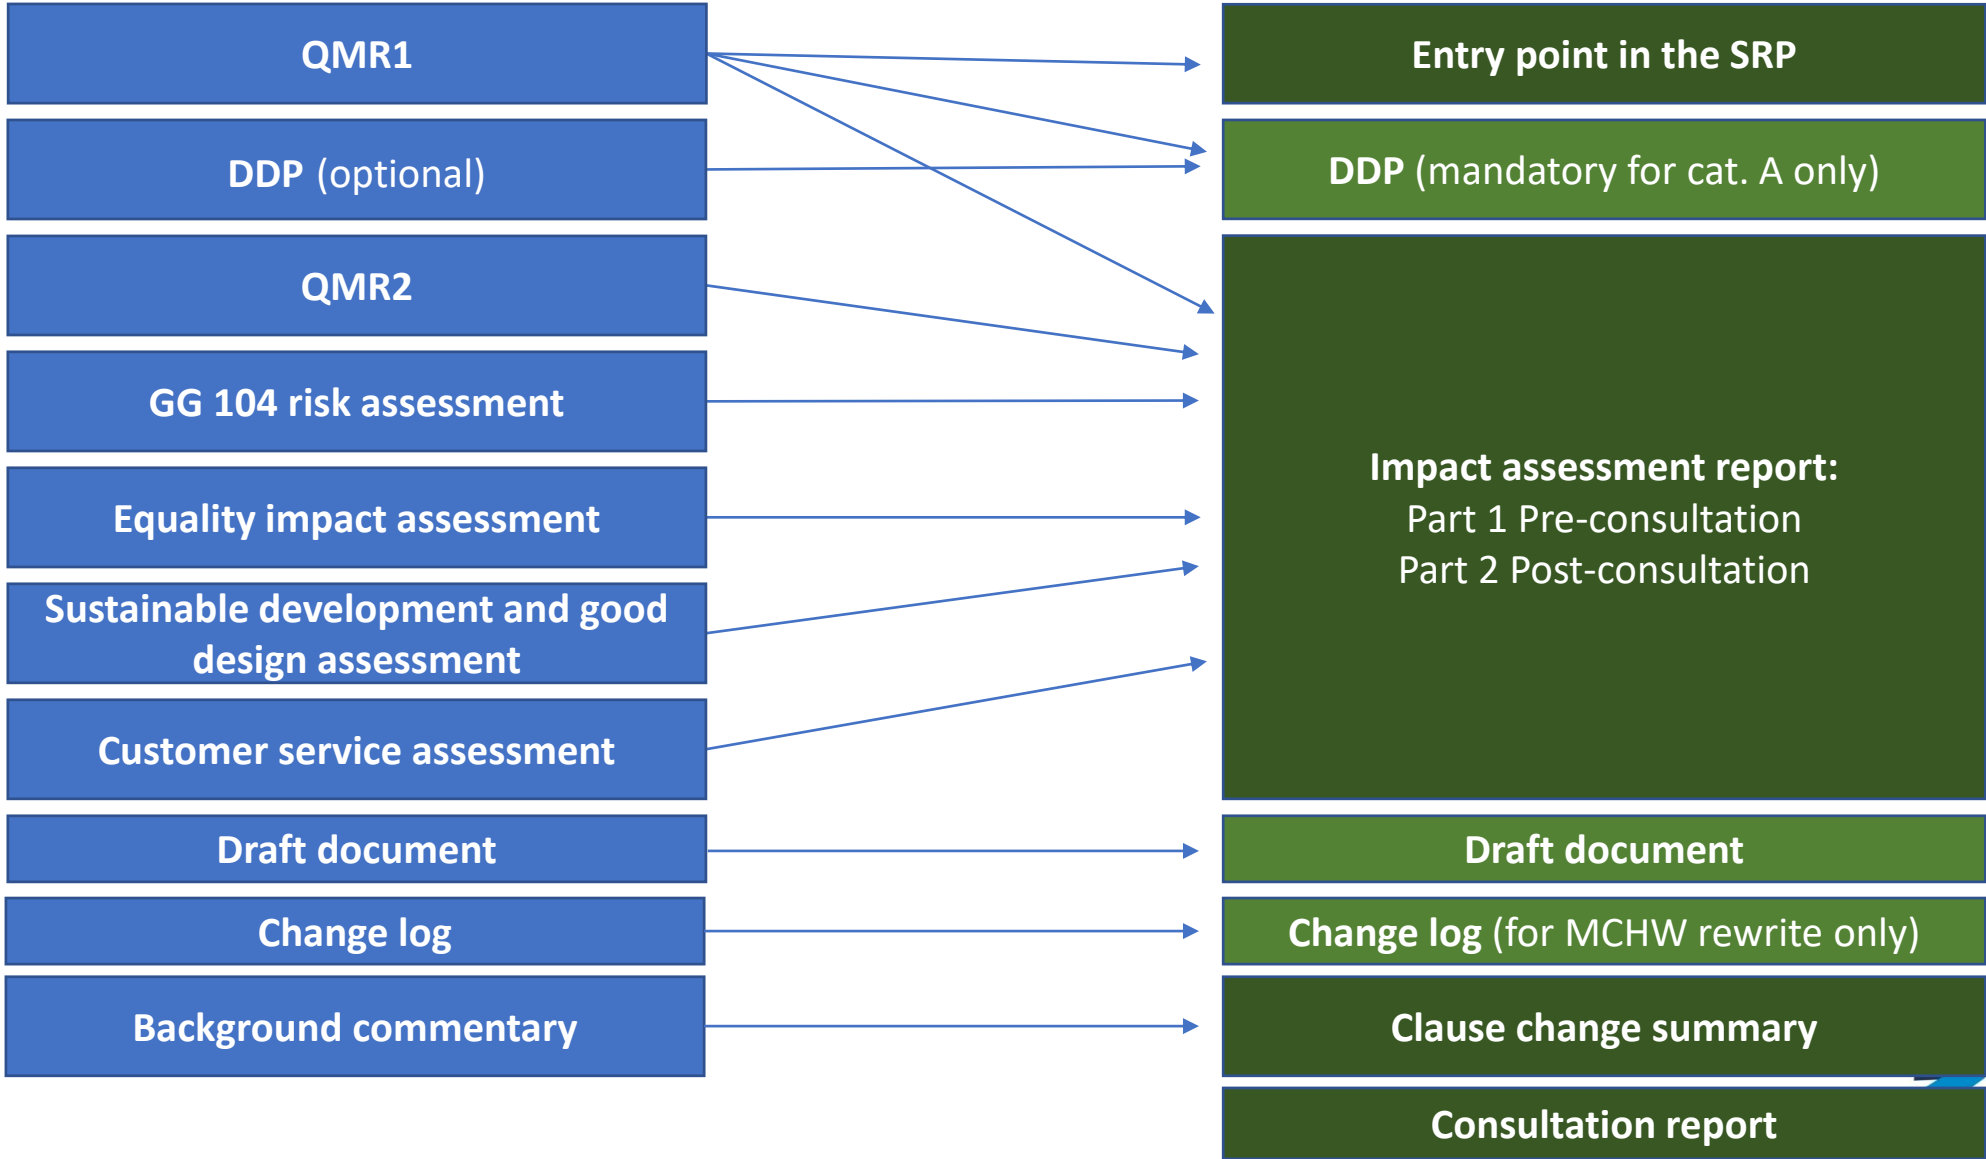 QMR1
DDP (optional)
QMR2
GG 104 risk assessment
Equality impact assessment
Sustainable development and good
design assessment
Customer service assessment
Draft document
Change log
Background commentary
Entry point in the SRP
DDP (mandatory for cat. A only)
Impact assessment report:
Part 1 Pre-consultation
Part 2 Post-consultation
Draft document
Change log (for MCHW rewrite only)
Clause change summary
Consultation report